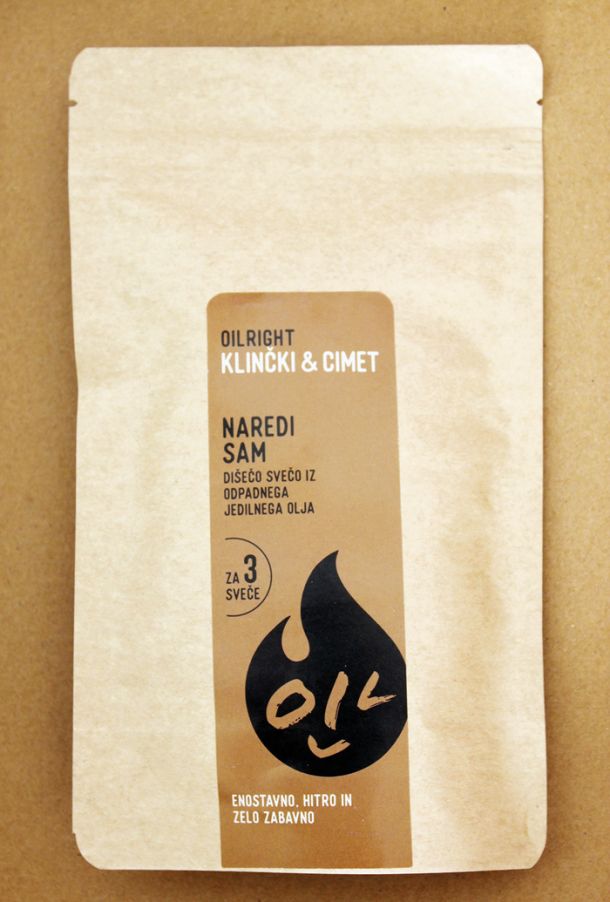 OILRIGHT
KLINČKI & CIMET
NAREDI
SAM
DIŠEČO SVEČO IZ
ODPADNEGA
JEDILNEGA OLJA
ZA 3
SVEČE
OIL
ENOSTAVNO, HITRO IN
ZELO ZABAVNO